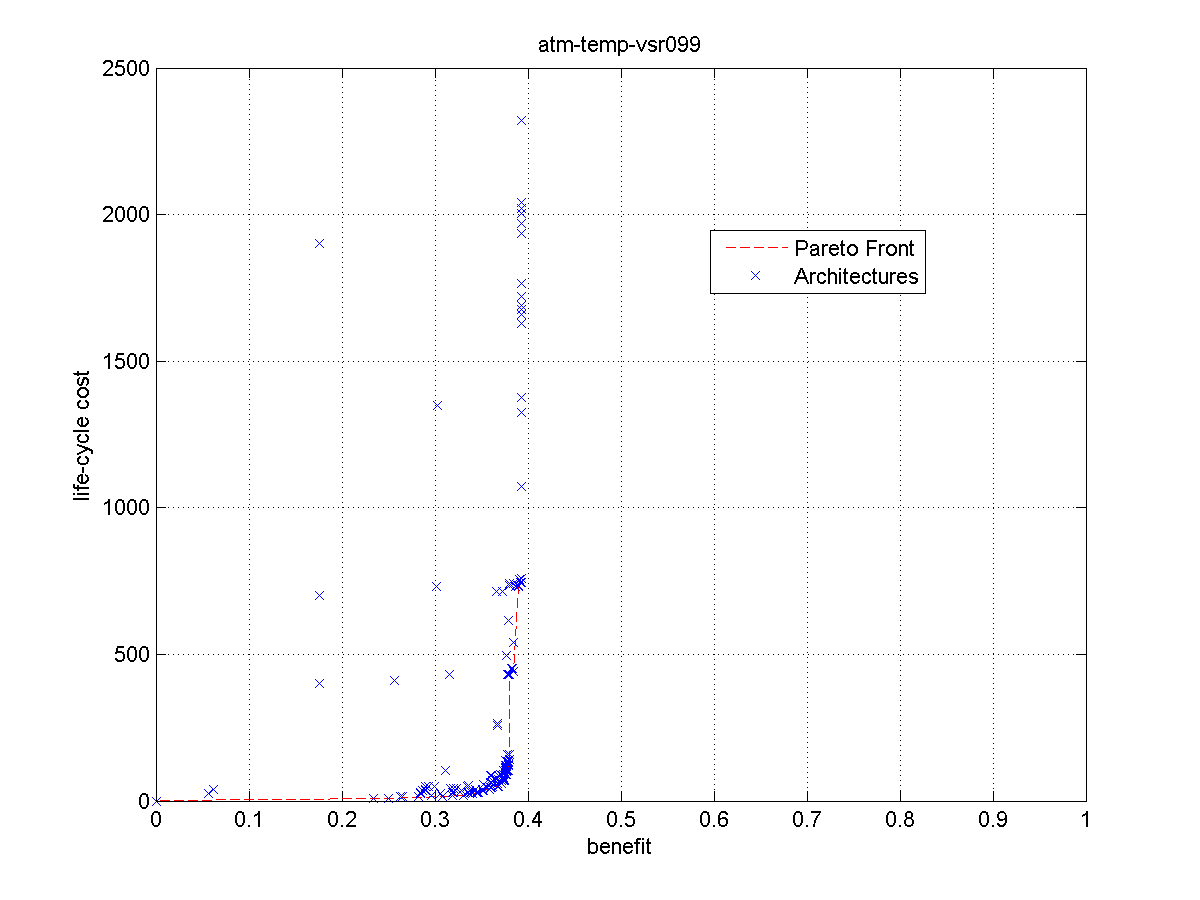 atm-temp-vsr099
2500
2000
1500
1000
500
0
life-cycle cost
Pareto Front
Architectures
0 0.1 0.2 0.3 0.4 0.5 0.6 0.7 0.8 0.9 1
benefit